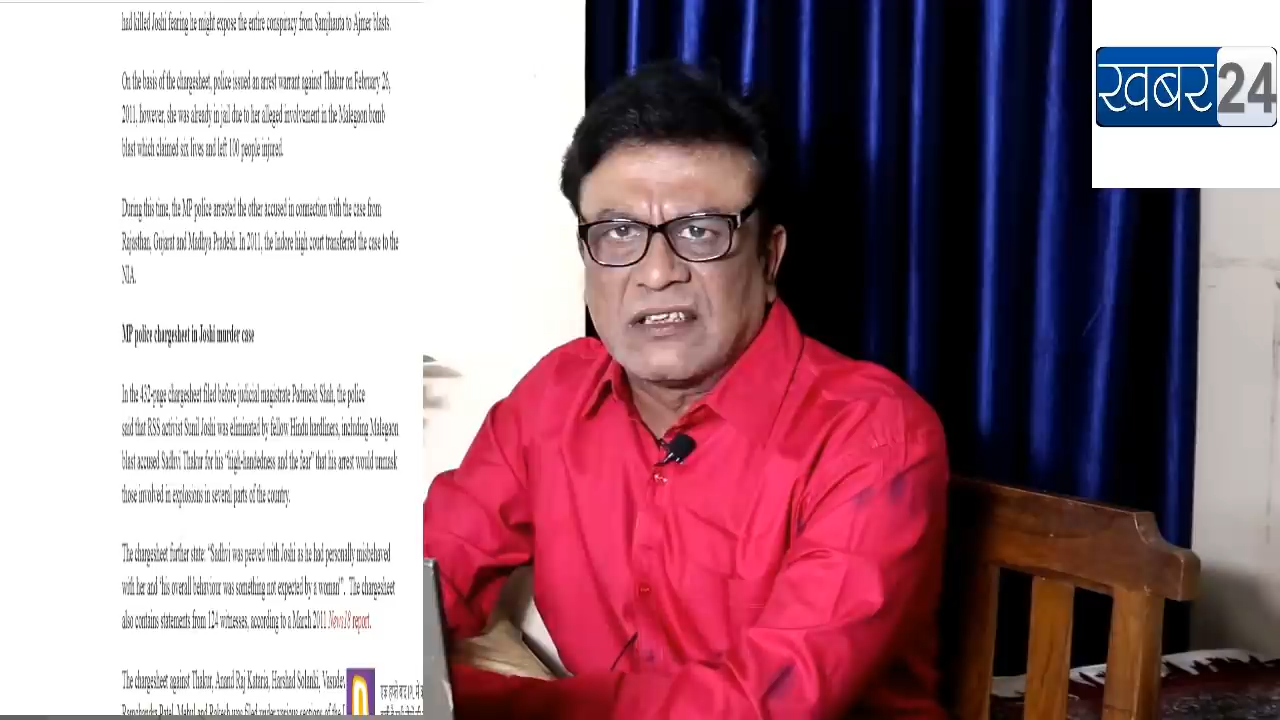 had killed Joshi fearing he might expose the entire conspiracy from Samjhauta to Ajmer blasts.
On the basis of the chargesheet, police issued an arrest warrant against Thakur on February 26,
2011, however, she was already in jail due to her alleged involvement in the Malegaon bomb
blast which claimed six lives and left 100 people injured.
During this time, the MP police arrested the other accused in connection with the case from
Rajasthan, Gujarat and Madhya Pradesh. In 2011, the Indore high court transferred the case to the
NIA.
MP police chargesheet in Joshi murder case
In the 432-page chargesheet filed before judicial magistrate Padmesh Shah, the police
said that RSS activist Sunil Joshi was eliminated by fellow Hindu hardliners, including Malegaon
blast accused Sadhvi Thakur for his "high-handedness and the fear" that his arrest would unmask
those involved in explosions in several parts of the country.
The chargesheet further state: "Sadhvi was peeved with Joshi as he had personally misbehaved
with her and 'his overall behaviour was something not expected by a woman'". The chargesheet
also contains statements from 124 witnesses, according to a March 2011 News18 report.
The chargesheet against Thakur, Anand Raj Kataria, Harshad Solanki, Vasudev
Ramchandra Patel, Mehul and Rakesh was filed under various sections of the
खबर 24